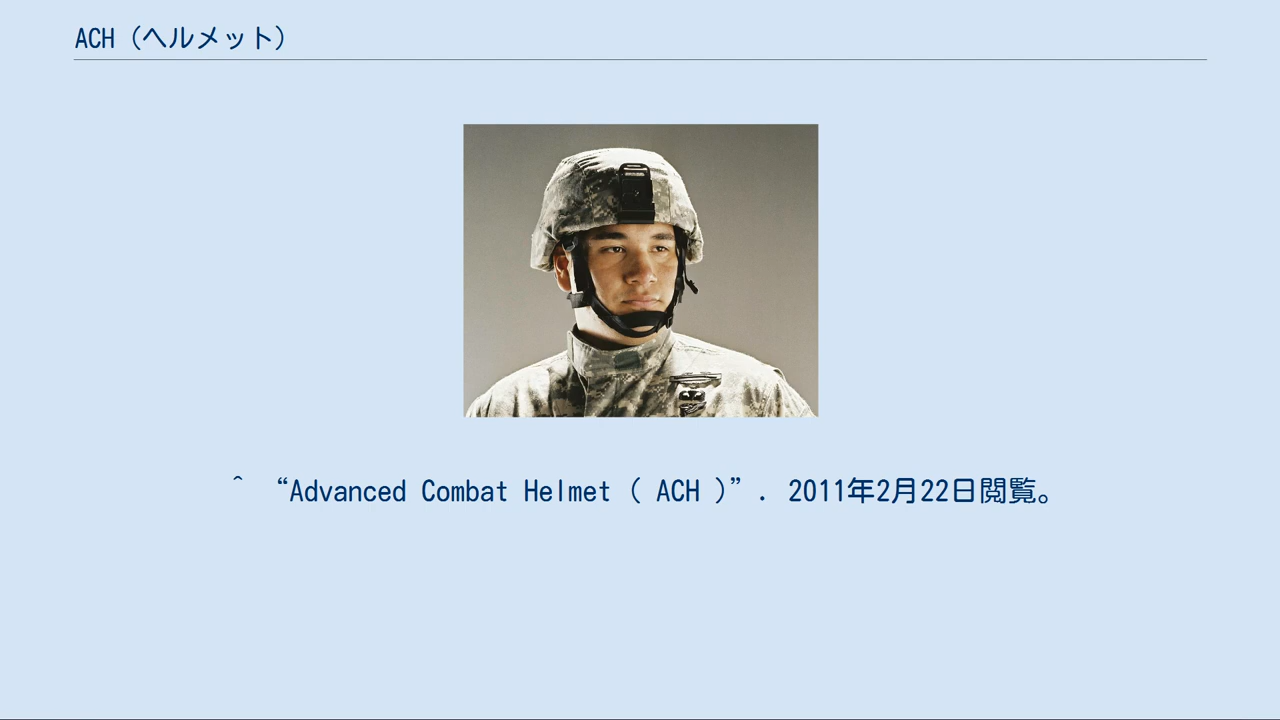 ACH（ヘルメット）
^ “Advanced Combat Helmet ( ACH )”. 2011年2月22日閲覧。